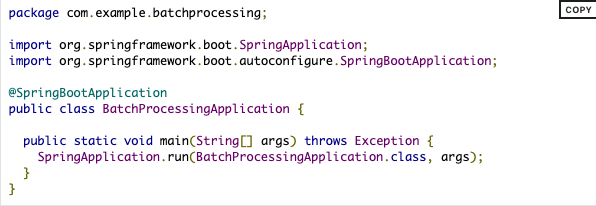 COPY
package com.example.batchprocessing;

import org.springframework.boot.SpringApplication;
import org.springframework.boot.autoconfigure.SpringBootApplication;

@SpringBootApplication
public class BatchProcessingApplication {

  public static void main(String[] args) throws Exception {
    SpringApplication.run(BatchProcessingApplication.class, args);
  }
}